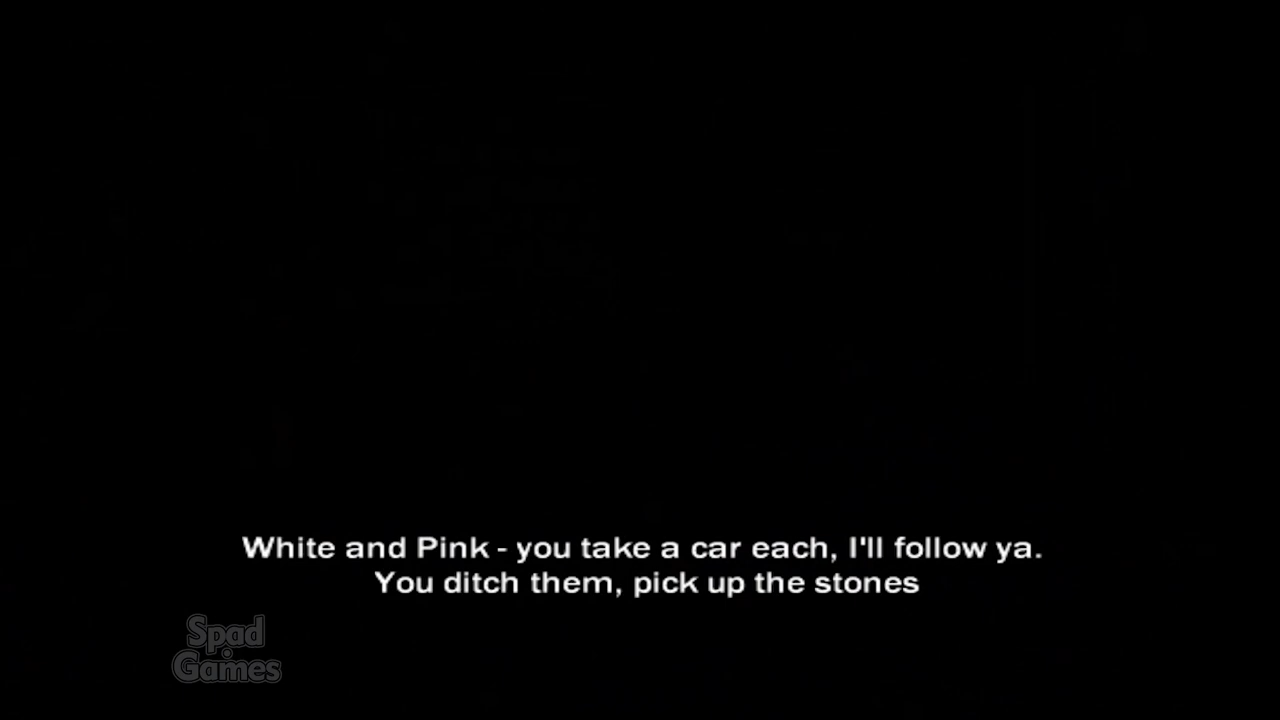 White and Pink - you take a car each, I'll follow ya.
You ditch them, pick up the stones
Spad
Games